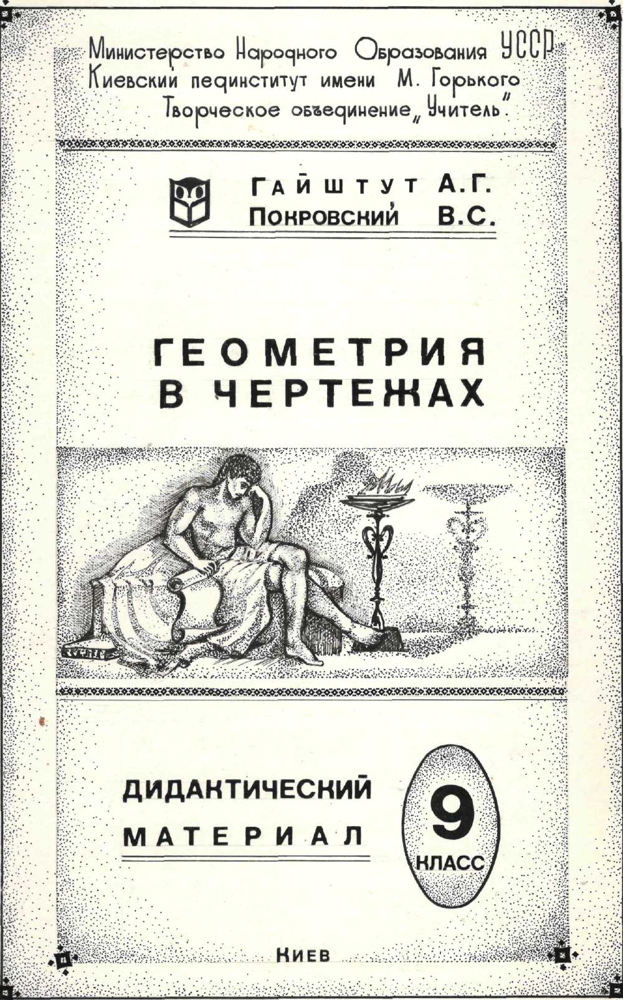 Министерство Народного Образования УССР
Киевский пединститут имени М. Горького
Творческое объединение „Учитель".
Гайштут А.Г.
Покровский В.С.
ГЕОМЕТРИЯ
В ЧЕРТЕЖАХ
ДИДАКТИЧЕСКИЙ
МАТЕРИАЛ
9
КЛАСС
Киев